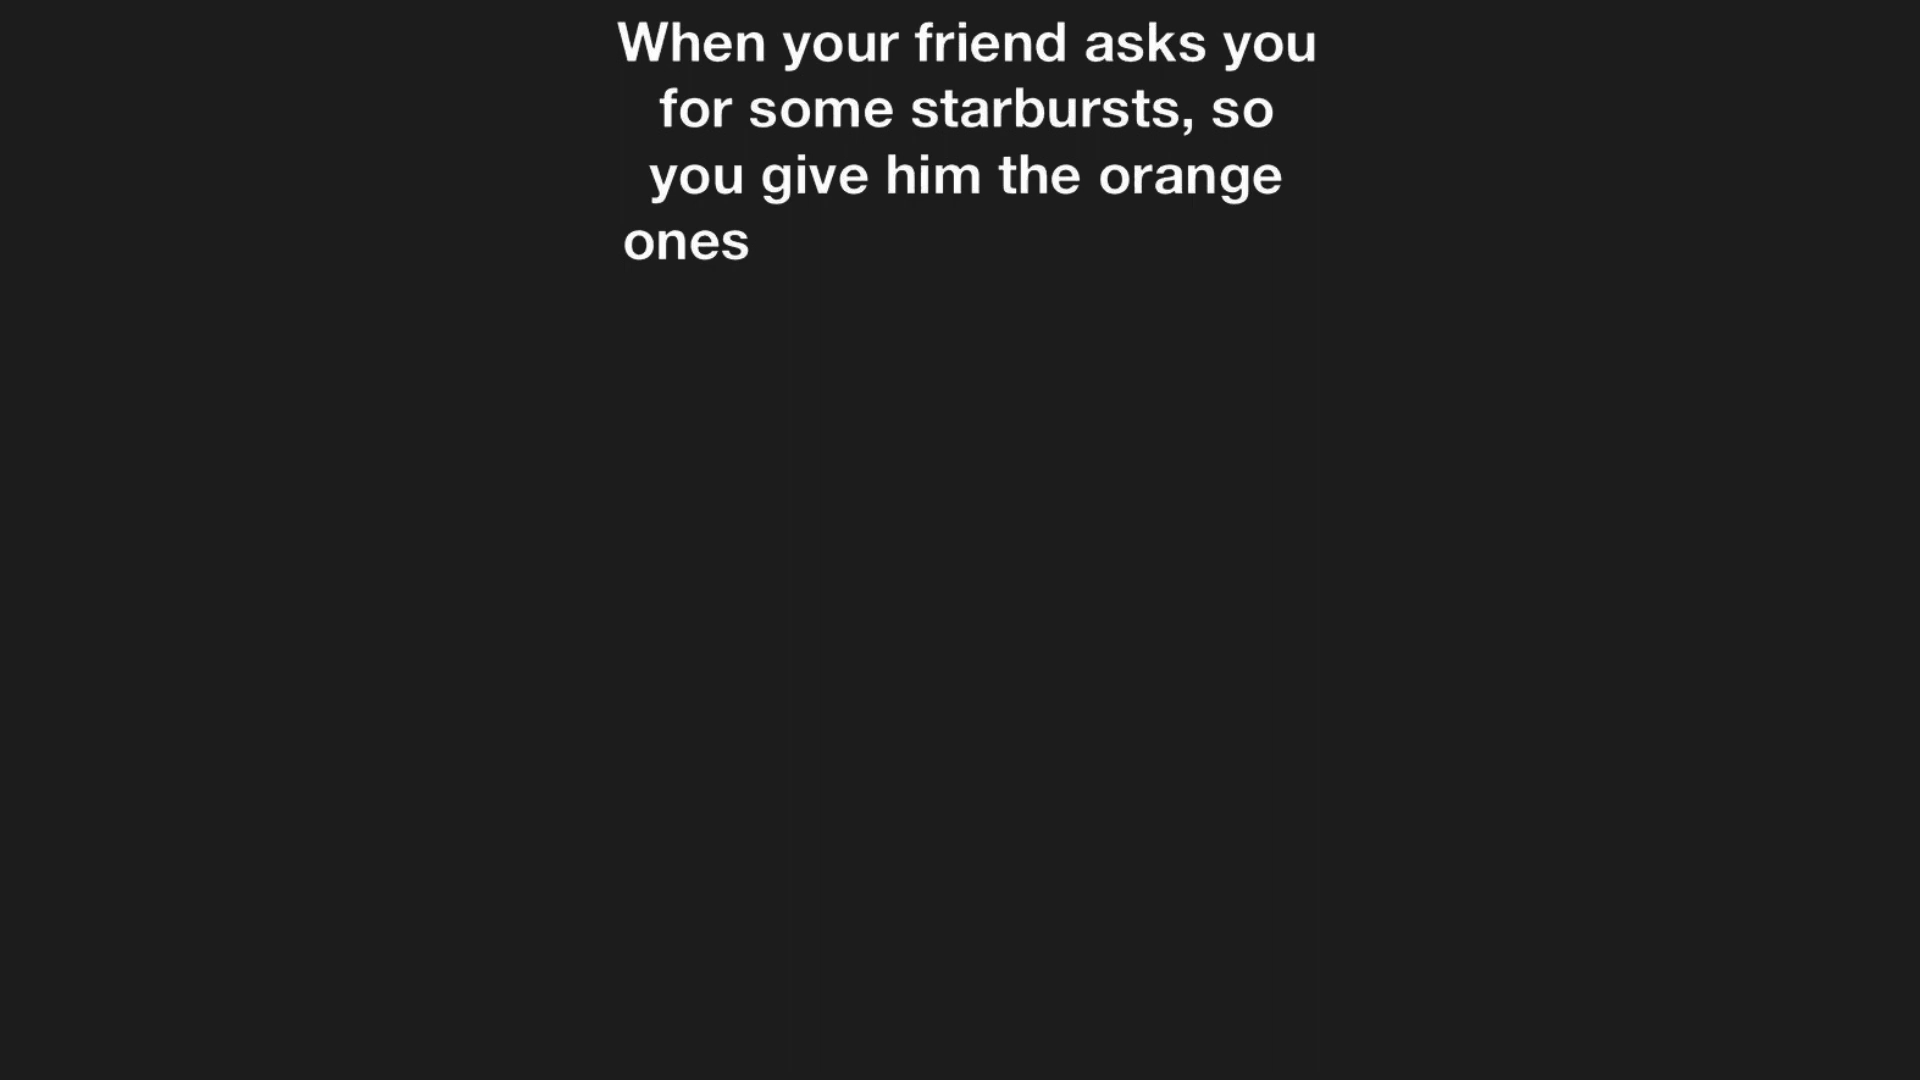 When your friend asks you
for some starbursts, so
you give him the orange
ones